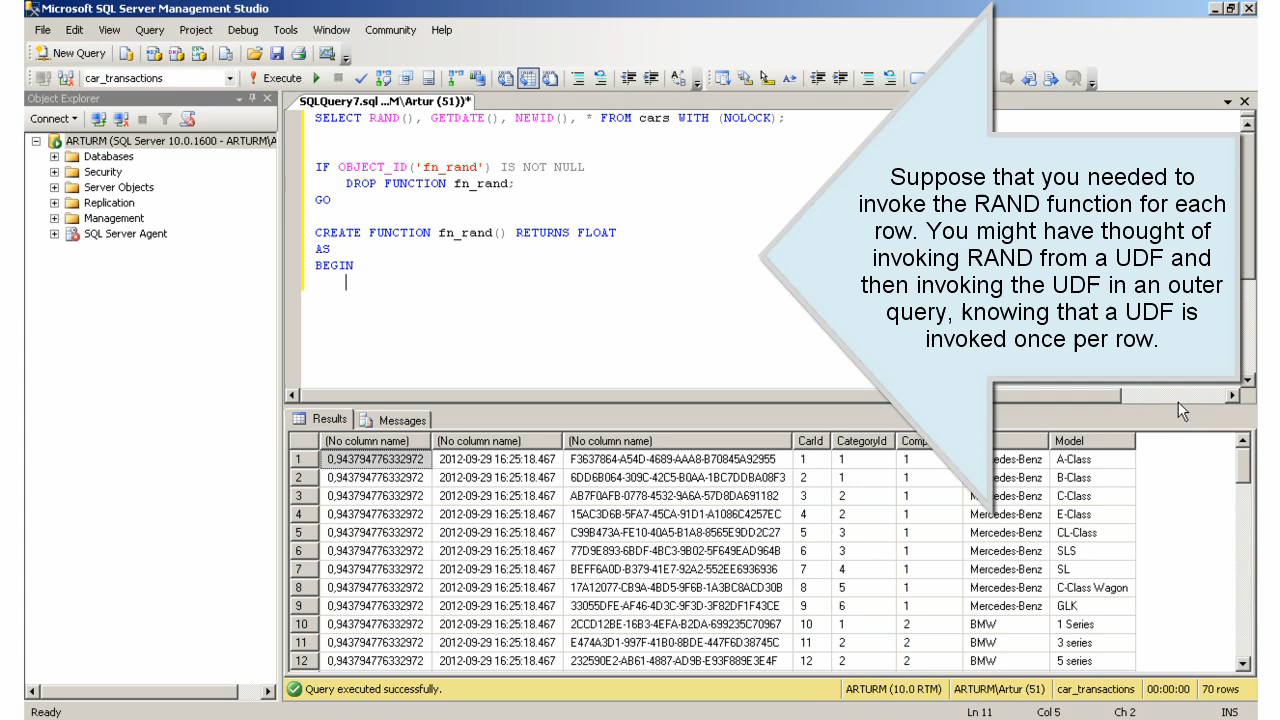 Microsoft SQL Server Management Studio
File Edit View Query Project Debug Tools Window Community Help
New Query
car_transactions Execute
Object Explorer
Connect
ARTURM (SQL Server 10.0.1600 - ARTURM\A
Databases
Security
Server Objects
Replication
Management
SQL Server Agent
SQLQuery7.sql ...M\Artur (51))*
SELECT RAND(), GETDATE(), NEWID(), * FROM cars WITH (NOLOCK);
IF OBJECT_ID('fn_rand') IS NOT NULL
DROP FUNCTION fn_rand;
GO
CREATE FUNCTION fn_rand() RETURNS FLOAT
AS
BEGIN
Suppose that you needed to
invoke the RAND function for each
row. You might have thought of
invoking RAND from a UDF and
then invoking the UDF in an outer
query, knowing that a UDF is
invoked once per row.
Results Messages
(No column name) (No column name) (No column name) CarId CategoryId Comp Model
1 0,943794776332972 2012-09-29 16:25:18.467 F3637864-A54D-4689-AAA8-B70845A92955 1 1 1 edes-Benz A-Class
2 0,943794776332972 2012-09-29 16:25:18.467 6DD6B064-309C-42C5-B0AA-1BC7DDBA08F3 2 1 1 edes-Benz B-Class
3 0,943794776332972 2012-09-29 16:25:18.467 AB7F0AFB-0778-4532-9A6A-57D8DA691182 3 2 1 cedes-Benz C-Class
4 0,943794776332972 2012-09-29 16:25:18.467 15AC3D6B-5FA7-45CA-91D1-A1086C4257EC 4 2 1 Mercedes-Benz E-Class
5 0,943794776332972 2012-09-29 16:25:18.467 C99B473A-FE10-40A5-B1A8-8565E9DD2C27 5 3 1 Mercedes-Benz CL-Class
6 0,943794776332972 2012-09-29 16:25:18.467 77D9E893-6BDF-4BC3-9B02-5F649EAD964B 6 3 1 Mercedes-Benz SLS
7 0,943794776332972 2012-09-29 16:25:18.467 BEFF6A0D-B379-41E7-92A2-552EE6936936 7 4 1 Mercedes-Benz SL
8 0,943794776332972 2012-09-29 16:25:18.467 17A12077-CB9A-4BD5-9F6B-1A3BC8ACD30B 8 5 1 Mercedes-Benz C-Class Wagon
9 0,943794776332972 2012-09-29 16:25:18.467 33055DFE-AF46-4D3C-9F3D-3F82DF1F43CE 9 6 1 Mercedes-Benz GLK
10 0,943794776332972 2012-09-29 16:25:18.467 2CCD12BE-16B3-4EFA-B2DA-699235C70967 10 1 2 BMW 1 Series
11 0,943794776332972 2012-09-29 16:25:18.467 E474A3D1-997F-41B0-8BDE-447F6D38745C 11 2 2 BMW 3 series
12 0,943794776332972 2012-09-29 16:25:18.467 232590E2-AB61-4887-AD9B-E93F889E3E4F 12 2 2 BMW 5 series
Query executed successfully. ARTURM (10.0 RTM) ARTURM\Artur (51) car_transactions 00:00:00 70 rows
Ready Ln 11 Col 5 Ch 2 INS